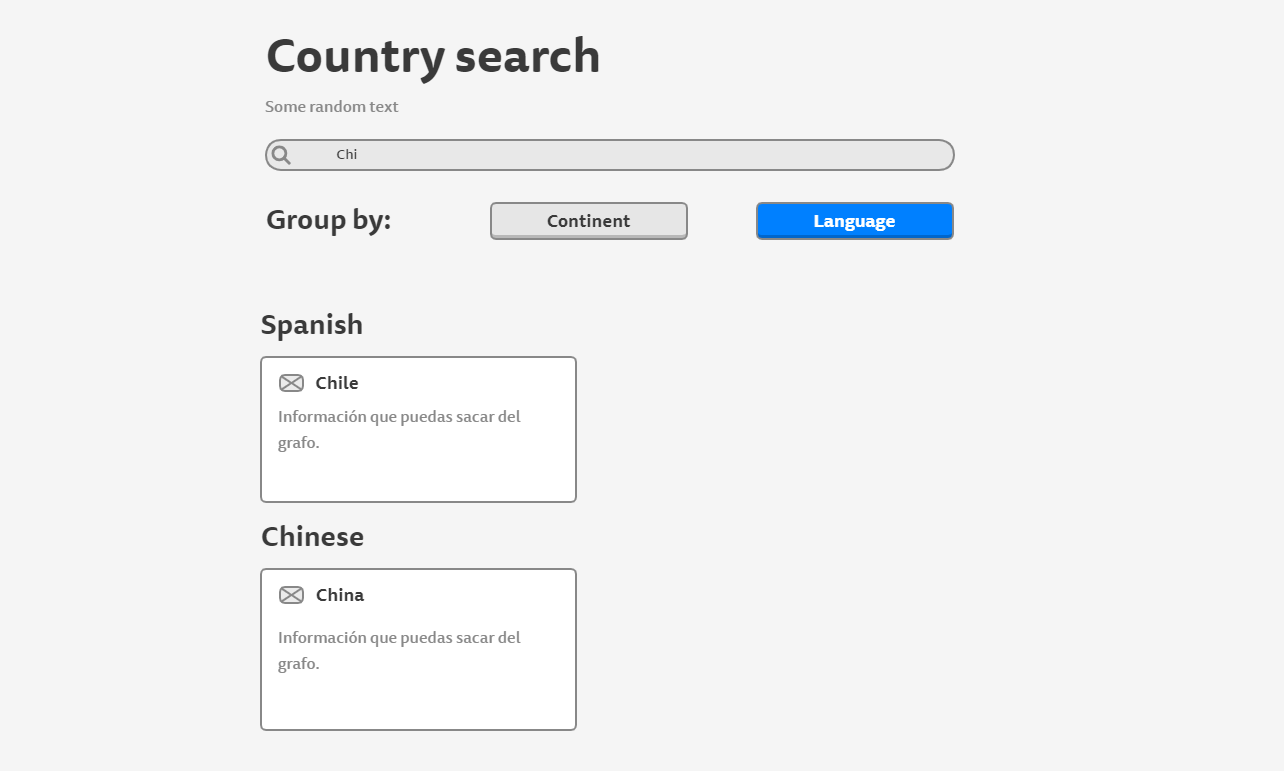 Country search
Some random text
Chi
Group by:
Continent
Language
Spanish
Chile
Información que puedas sacar del
grafo.
Chinese
China
Información que puedas sacar del
grafo.